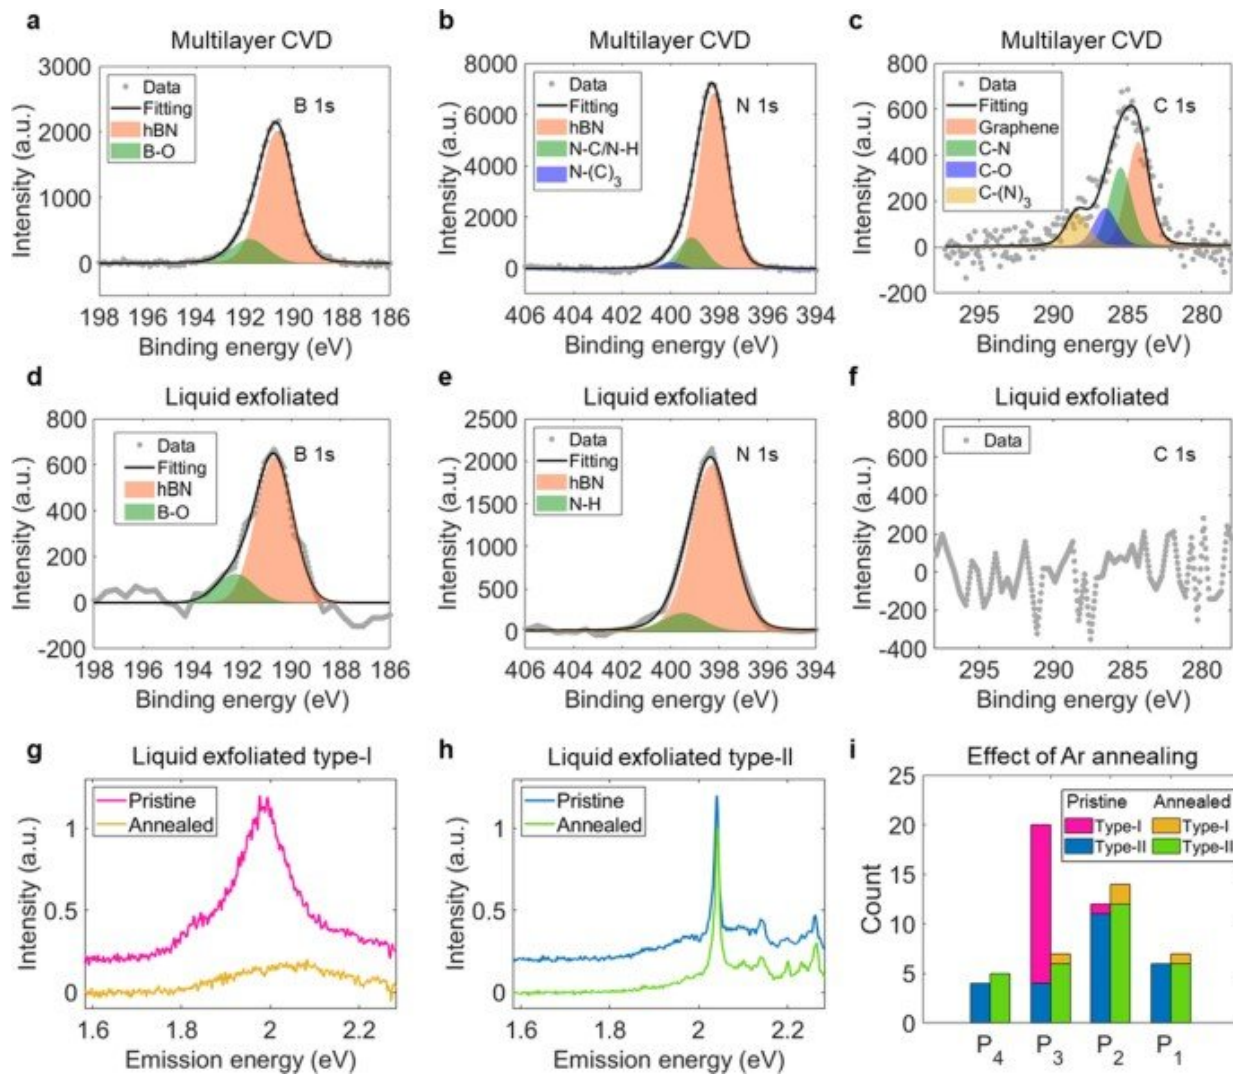 a
Multilayer CVD
3000
2000
1000
0
Intensity (a.u.)
Data
Fitting
hBN
B-O
B 1s
198 196 194 192 190 188 186
Binding energy (eV)
b
Multilayer CVD
8000
6000
4000
2000
0
Intensity (a.u.)
Data
Fitting
hBN
N-C/N-H
N-(C)₃
N 1s
406 404 402 400 398 396 394
Binding energy (eV)
c
Multilayer CVD
800
600
400
200
0
-200
Intensity (a.u.)
Data
Fitting
Graphene
C-N
C-O
C-(N)₃
C 1s
295 290 285 280
Binding energy (eV)
d
Liquid exfoliated
800
600
400
200
0
-200
Intensity (a.u.)
Data
Fitting
hBN
B-O
B 1s
198 196 194 192 190 188 186
Binding energy (eV)
e
Liquid exfoliated
2500
2000
1500
1000
500
0
Intensity (a.u.)
Data
Fitting
hBN
N-H
N 1s
406 404 402 400 398 396 394
Binding energy (eV)
f
Liquid exfoliated
800
600
400
200
0
-200
-400
Intensity (a.u.)
Data
C 1s
295 290 285 280
Binding energy (eV)
g
Liquid exfoliated type-I
1
0.5
0
Intensity (a.u.)
Pristine
Annealed
1.6 1.8 2 2.2
Emission energy (eV)
h
Liquid exfoliated type-II
1
0.5
0
Intensity (a.u.)
Pristine
Annealed
1.6 1.8 2 2.2
Emission energy (eV)
i
Effect of Ar annealing
25
20
15
10
5
0
Count
Pristine Annealed
Type-I Type-I
Type-II Type-II
P₄ P₃ P₂ P₁